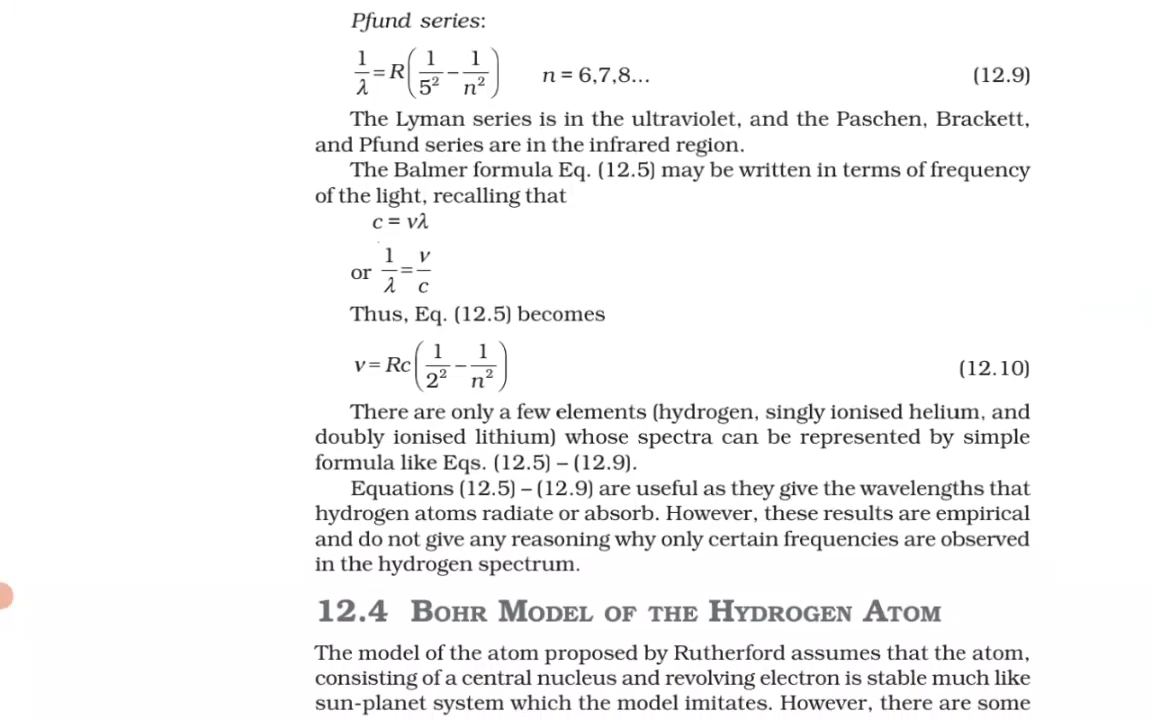 Pfund series:
1/λ = R(1/5² − 1/n²)    n = 6,7,8...    (12.9)
The Lyman series is in the ultraviolet, and the Paschen, Brackett,
and Pfund series are in the infrared region.
The Balmer formula Eq. (12.5) may be written in terms of frequency
of the light, recalling that
c = νλ
or 1/λ = ν/c
Thus, Eq. (12.5) becomes
ν = Rc(1/2² − 1/n²)    (12.10)
There are only a few elements (hydrogen, singly ionised helium, and
doubly ionised lithium) whose spectra can be represented by simple
formula like Eqs. (12.5) – (12.9).
Equations (12.5) – (12.9) are useful as they give the wavelengths that
hydrogen atoms radiate or absorb. However, these results are empirical
and do not give any reasoning why only certain frequencies are observed
in the hydrogen spectrum.
12.4 BOHR MODEL OF THE HYDROGEN ATOM
The model of the atom proposed by Rutherford assumes that the atom,
consisting of a central nucleus and revolving electron is stable much like
sun-planet system which the model imitates. However, there are some